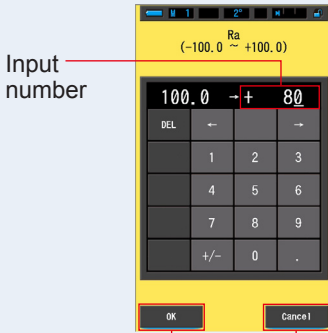 M 1 2°
Ra
(-100.0 ~ +100.0)
Input
number
100.0 →+ 80
DEL ← →
1 2 3
4 5 6
7 8 9
+/- 0 .
OK Cancel